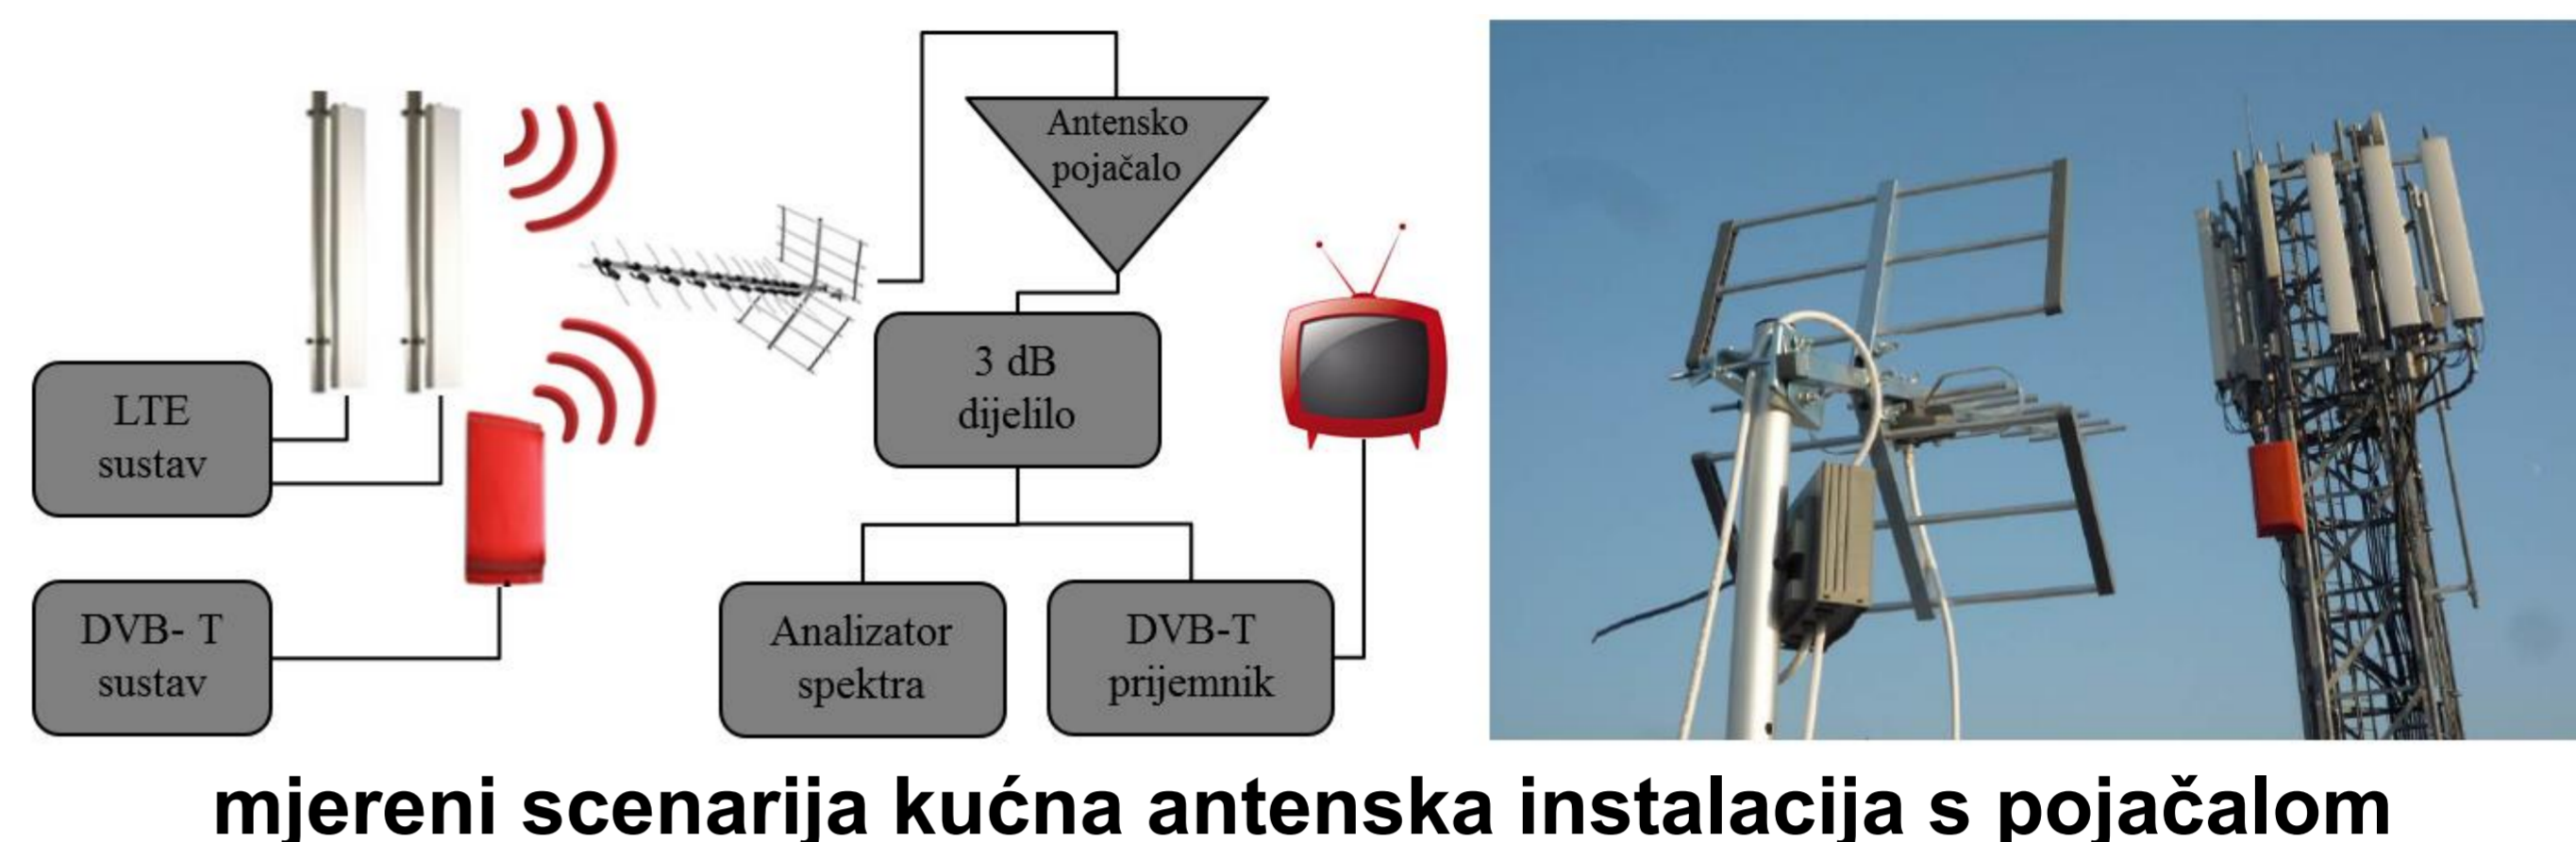 Antensko
pojačalo
LTE
sustav
3 dB
dijelilo
DVB- T
sustav
Analizator
spektra
DVB-T
prijemnik
mjereni scenarija kućna antenska instalacija s pojačalom